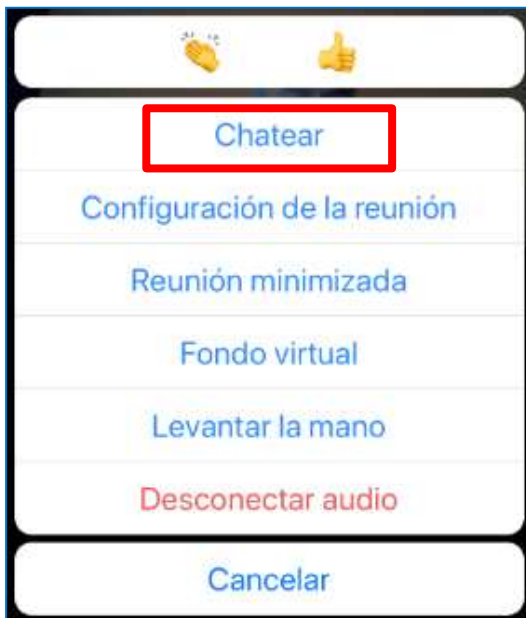 Chatear
Configuración de la reunión
Reunión minimizada
Fondo virtual
Levantar la mano
Desconectar audio
Cancelar